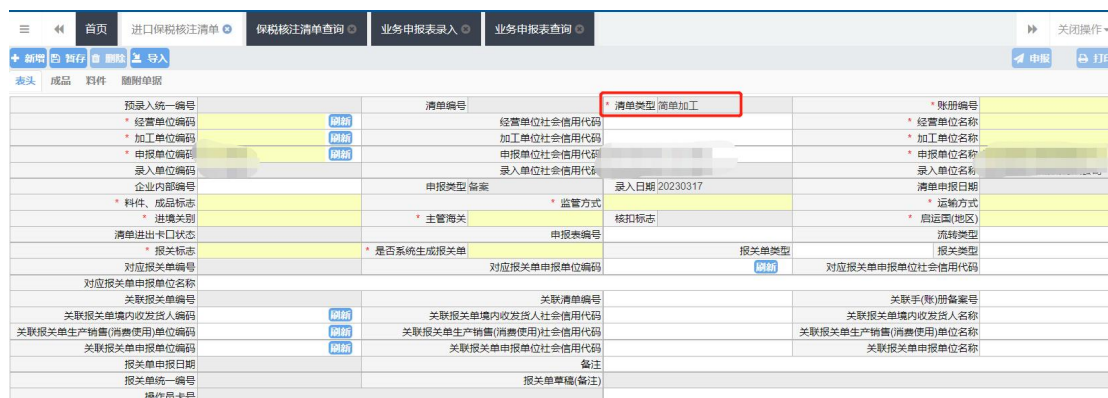 首页 进口保税核注清单 保税核注清单查询 业务申报表录入 业务申报表查询 关闭操作
新增 暂存 删除 导入 申报 打印
表头 成品 料件 随附单据
预录入统一编号 清单编号 * 清单类型 简单加工 * 账册编号
* 经营单位编码 刷新 经营单位社会信用代码 * 经营单位名称
* 加工单位编码 刷新 加工单位社会信用代码 * 加工单位名称
* 申报单位编码 刷新 申报单位社会信用代码 * 申报单位名称
录入单位编码 录入单位社会信用代码 录入单位名称
企业内部编号 申报类型 备案 录入日期 20230317 清单申报日期
* 料件、成品标志 * 监管方式 * 运输方式
* 进境关别 * 主管海关 核扣标志 * 启运国(地区)
清单进出卡口状态 申报表编号 流转类型
* 报关标志 * 是否系统生成报关单 报关单类型 报关类型
对应报关单编号 对应报关单申报单位编码 刷新 对应报关单申报单位社会信用代码
对应报关单申报单位名称
关联报关单编号 关联清单编号 关联手(账)册备案号
关联报关单境内收发货人编码 刷新 关联报关单境内收发货人社会信用代码 关联报关单境内收发货人名称
关联报关单生产销售(消费使用)单位编码 刷新 关联报关单生产销售(消费使用)社会信用代码 关联报关单生产销售(消费使用)单位名称
关联报关单申报单位编码 刷新 关联报关单申报单位社会信用代码 关联报关单申报单位名称
报关单申报日期 备注
报关单统一编号 报关单草稿(备注)
操作员卡号